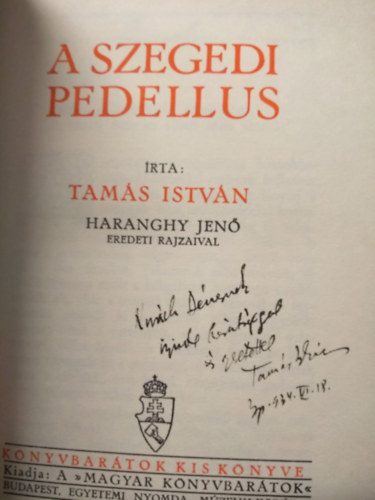 A SZEGEDI
PEDELLUS
ÍRTA:
TAMÁS ISTVÁN
HARANGHY JENŐ
EREDETI RAJZAIVAL
Dénesnek
barátsággal
és szeretettel
Tamás István
KÖNYVBARÁTOK KIS KÖNYVE
Kiadja: A »MAGYAR KÖNYVBARÁTOK«
BUDAPEST, EGYETEMI NYOMDA